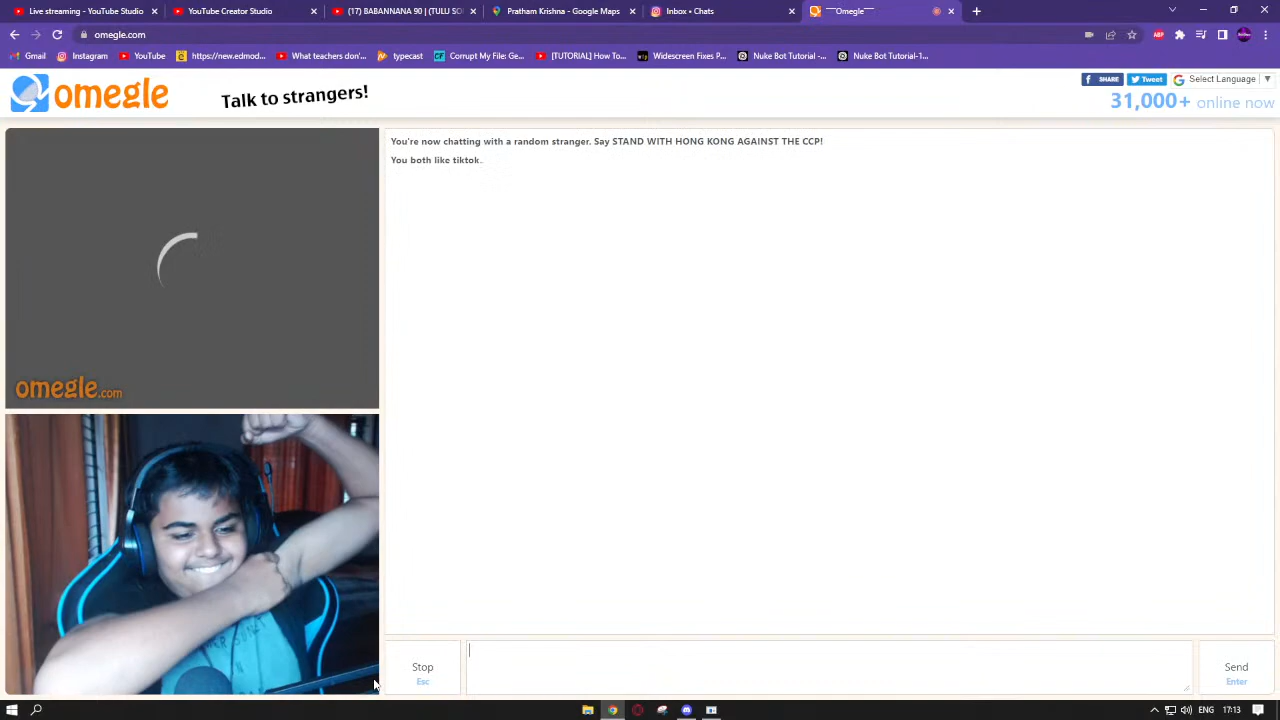 Live streaming - YouTube Studio
(17) BABANNANA 90 | (TULU SO
Pratham Krishna - Google Maps
Inbox • Chats
Omegle
omegle.com
Gmail
Instagram
YouTube
https://new.edmod...
What teachers don'...
typecast
Corrupt My File: Ge...
[TUTORIAL] How To...
Widescreen Fixes P...
Nuke Bot Tutorial -...
Nuke Bot Tutorial-1...
omegle
Talk to strangers!
SHARE
Tweet
Select Language
31,000+ online now
You're now chatting with a random stranger. Say STAND WITH HONG KONG AGAINST THE CCP!
You both like tiktok.
omegle.com
Stop
Esc
Send
Enter
ENG
17:13